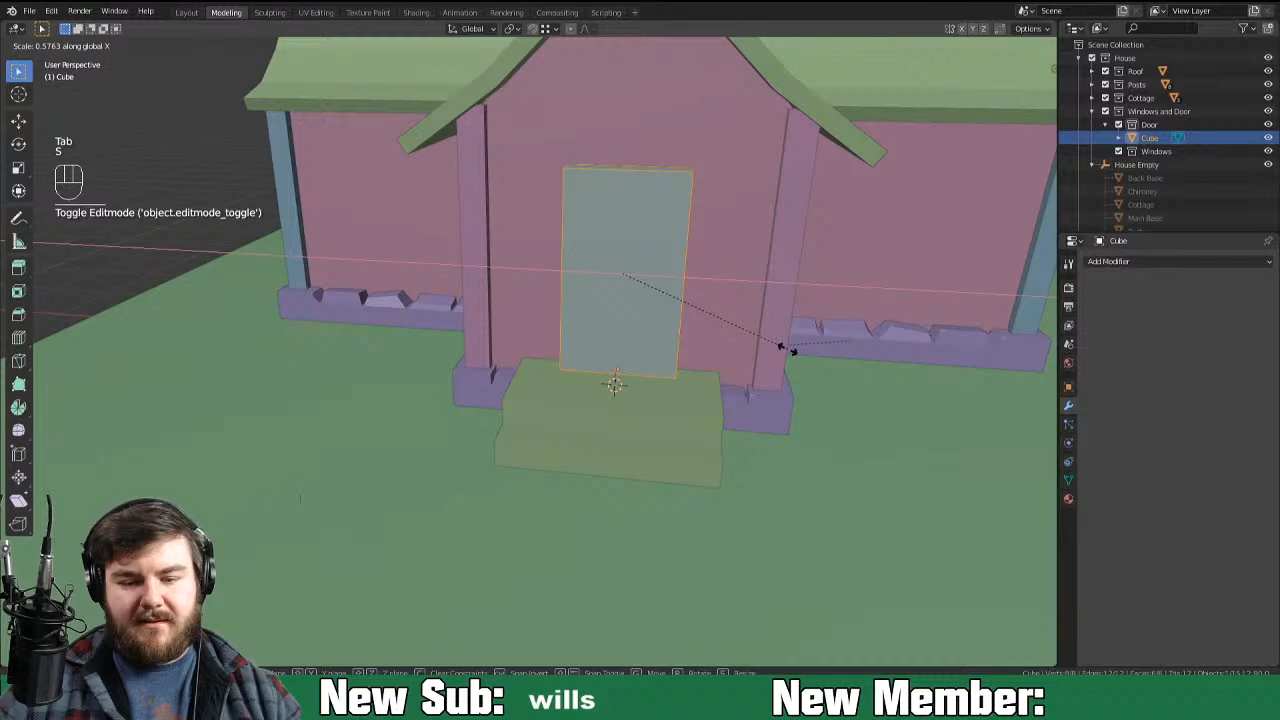 File Edit Render Window Help Layout Modeling Sculpting UV Editing Texture Paint Shading Animation Rendering Compositing Scripting + Scene View Layer
Global X Y Z Options
Scale: 0.5763 along global X
User Perspective
(1) Cube
Tab
S
Toggle Editmode ('object.editmode_toggle')
Scene Collection
House
Roof
Posts
Cottage
Windows and Door
Door
Cube
Windows
House Empty
Back Base
Chimney
Cottage
Main Base
Cube
Add Modifier
New Sub: wills New Member: